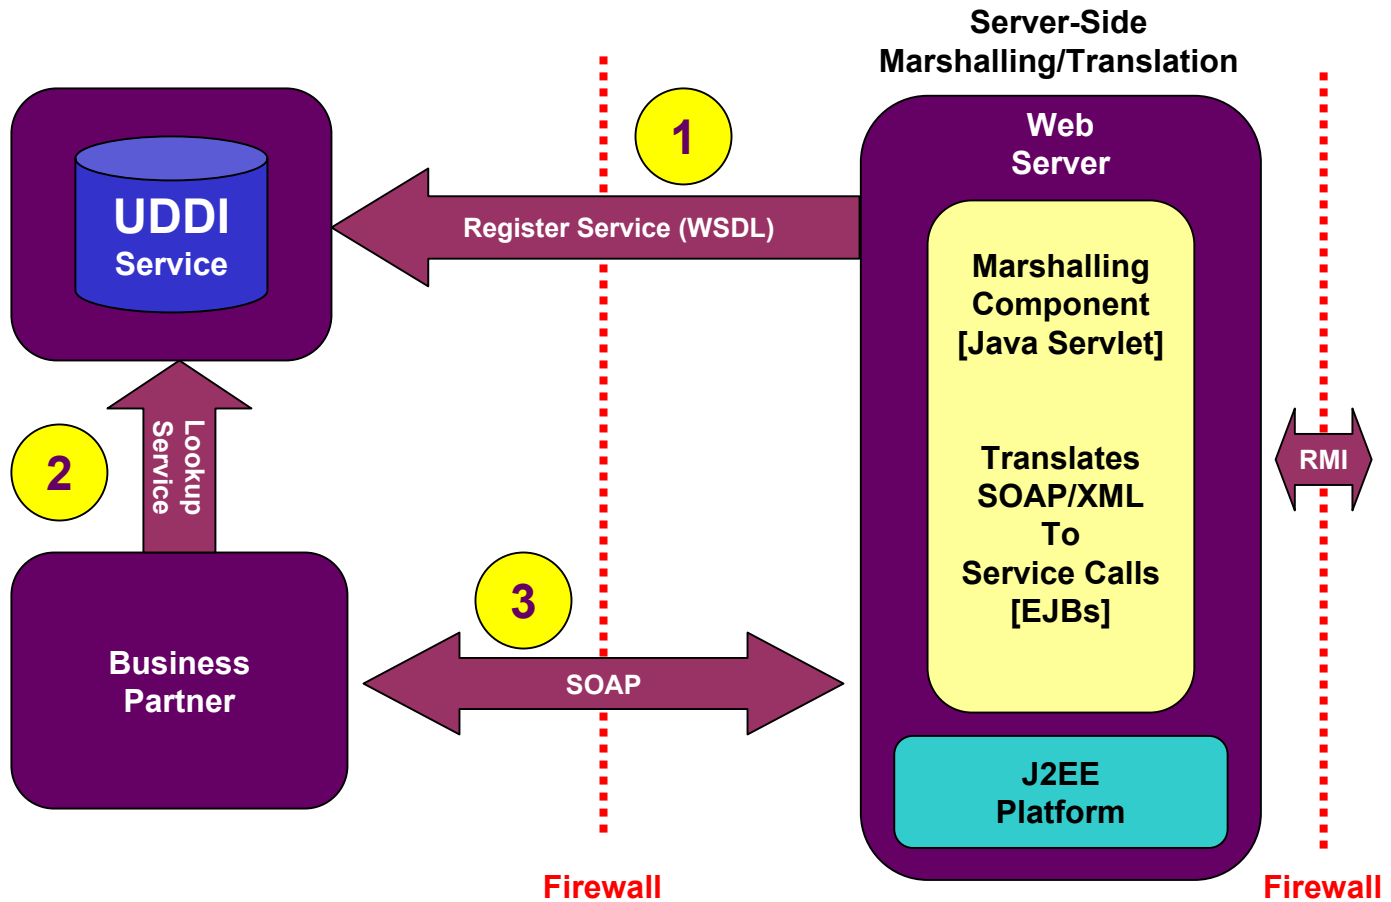 Server-Side
Marshalling/Translation
1
Web
Server
UDDI
Service
Register Service (WSDL)
Marshalling
Component
[Java Servlet]
2
Lookup
Service
Translates
SOAP/XML
To
Service Calls
[EJBs]
RMI
3
Business
Partner
SOAP
J2EE
Platform
Firewall
Firewall